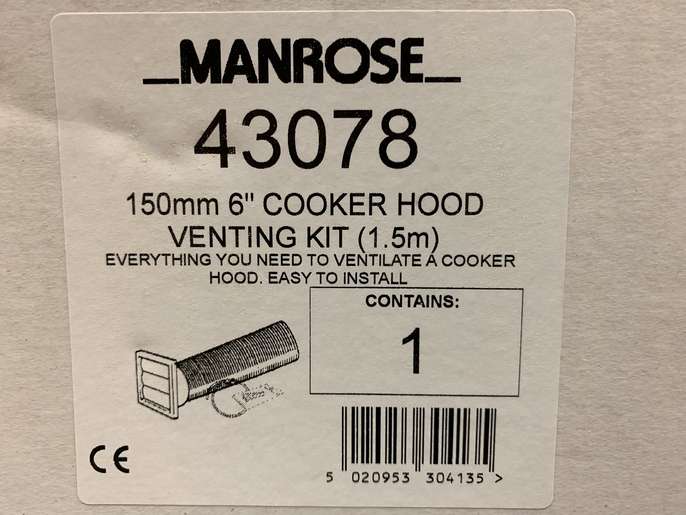 MANROSE
43078
150mm 6" COOKER HOOD
VENTING KIT (1.5m)
EVERYTHING YOU NEED TO VENTILATE A COOKER
HOOD. EASY TO INSTALL
CONTAINS:
1
CE
5 020953 304135 >